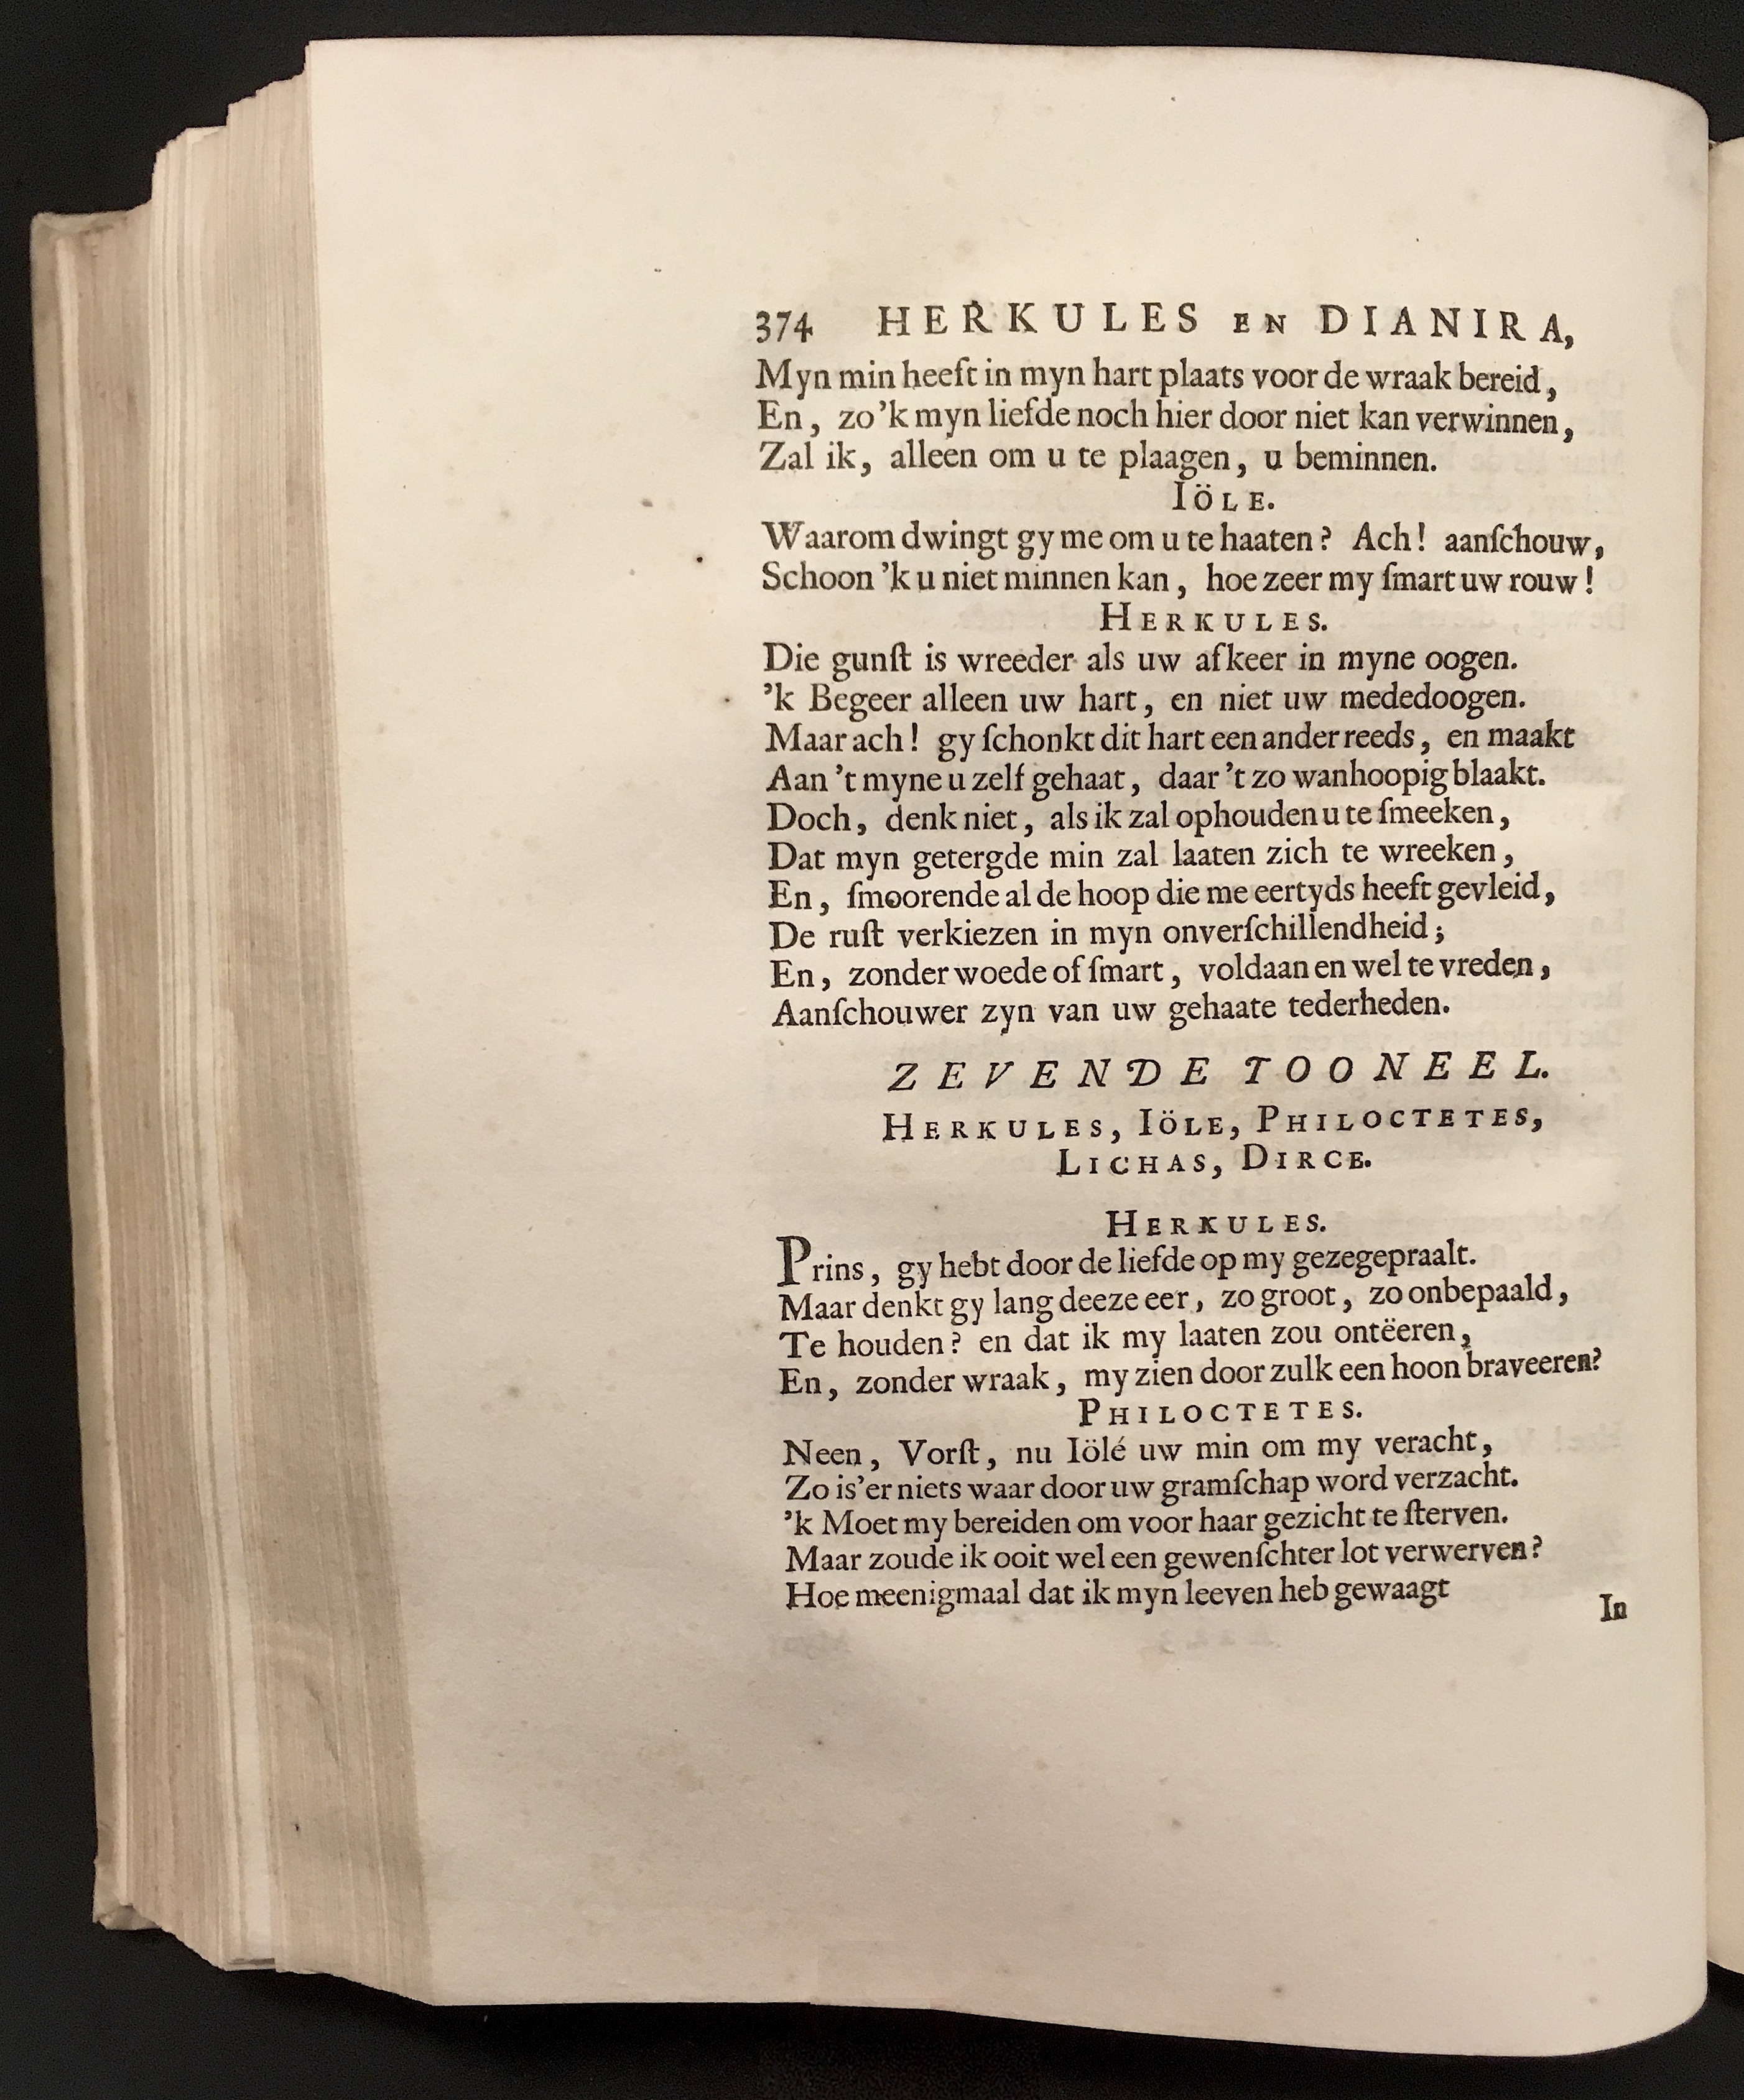 374 HERKULES EN DIANIRA,
Myn min heeft in myn hart plaats voor de wraak bereid,
En, zo 'k myn liefde noch hier door niet kan verwinnen,
Zal ik, alleen om u te plaagen, u beminnen.
IÖLE.
Waarom dwingt gy me om u te haaten? Ach! aanſchouw,
Schoon 'k u niet minnen kan, hoe zeer my ſmart uw rouw!
HERKULES.
Die gunſt is wreeder als uw afkeer in myne oogen.
'k Begeer alleen uw hart, en niet uw mededoogen.
Maar ach! gy ſchonkt dit hart een ander reeds, en maakt
Aan 't myne u zelf gehaat, daar 't zo wanhoopig blaakt.
Doch, denk niet, als ik zal ophouden u te ſmeeken,
Dat myn getergde min zal laaten zich te wreeken,
En, ſmoorende al de hoop die me eertyds heeft gevleid,
De ruſt verkiezen in myn onverſchillendheid;
En, zonder woede of ſmart, voldaan en wel te vreden,
Aanſchouwer zyn van uw gehaate tederheden.
ZEVENDE TOONEEL.
HERKULES, IÖLE, PHILOCTETES,
LICHAS, DIRCE.
HERKULES.
Prins, gy hebt door de liefde op my gezegepraalt.
Maar denkt gy lang deeze eer, zo groot, zo onbepaald,
Te houden? en dat ik my laaten zou ontëeren,
En, zonder wraak, my zien door zulk een hoon braveeren?
PHILOCTETES.
Neen, Vorſt, nu Iölé uw min om my veracht,
Zo is'er niets waar door uw gramſchap word verzacht.
'k Moet my bereiden om voor haar gezicht te ſterven.
Maar zoude ik ooit wel een gewenſchter lot verwerven?
Hoe meenigmaal dat ik myn leeven heb gewaagt
In